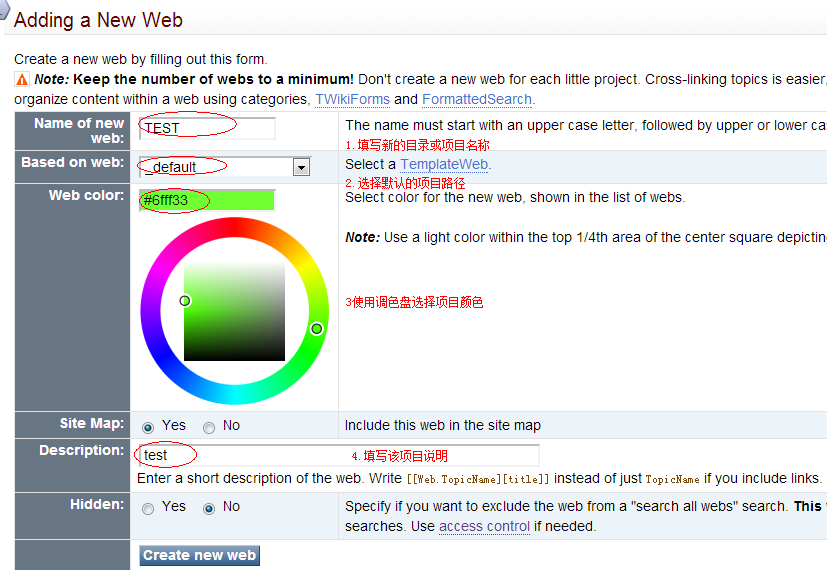 Adding a New Web
Create a new web by filling out this form.
Note: Keep the number of webs to a minimum! Don't create a new web for each little project. Cross-linking topics is easier,
organize content within a web using categories, TWikiForms and FormattedSearch.
Name of new web:
TEST
The name must start with an upper case letter, followed by upper or lower
1. 填写新的目录或项目名称
Based on web:
_default
Select a TemplateWeb.
2. 选择默认的项目路径
Web color:
#6fff33
Select color for the new web, shown in the list of webs.
Note: Use a light color within the top 1/4th area of the center square
3使用调色盘选择项目颜色
Site Map:
Yes
No
Include this web in the site map
Description:
test
4. 填写该项目说明
Enter a short description of the web. Write [[Web.TopicName][title]] instead of just TopicName if you include links.
Hidden:
Yes
No
Specify if you want to exclude the web from a "search all webs" search. This
searches. Use access control if needed.
Create new web